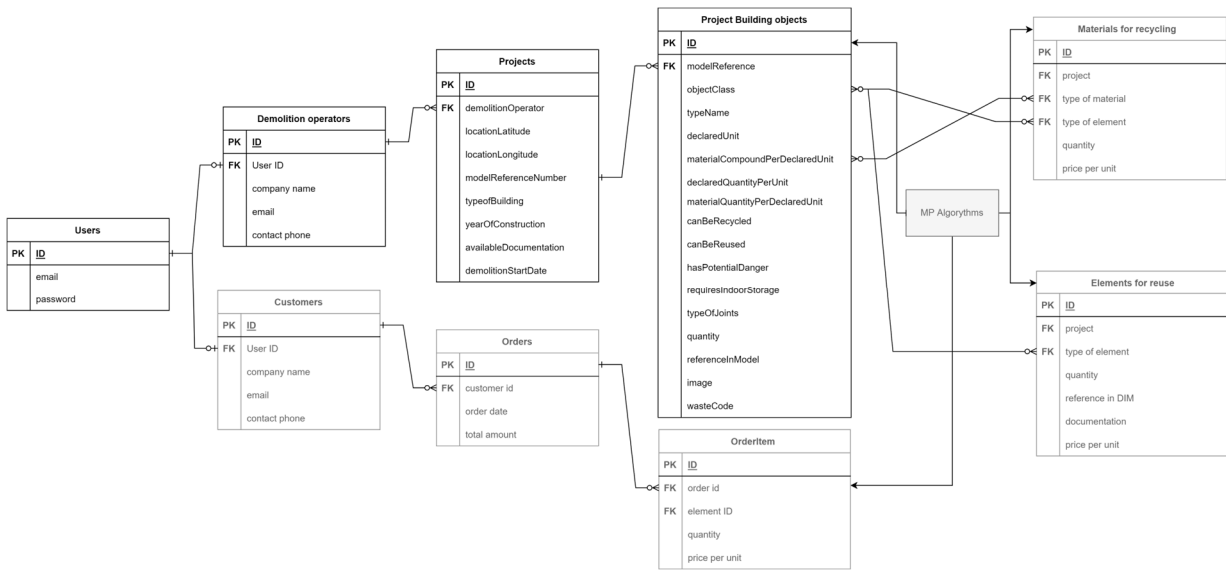 Users
PK ID
email
password
Demolition operators
PK ID
FK User ID
company name
email
contact phone
Customers
PK ID
FK User ID
company name
email
contact phone
Projects
PK ID
FK demolitionOperator
locationLatitude
locationLongitude
modelReferenceNumber
typeofBuilding
yearOfConstruction
availableDocumentation
demolitionStartDate
Orders
PK ID
FK customer id
order date
total amount
Project Building objects
PK ID
FK modelReference
objectClass
typeName
declaredUnit
materialCompoundPerDeclaredUnit
declaredQuantityPerUnit
materialQuantityPerDeclaredUnit
canBeRecycled
canBeReused
hasPotentialDanger
requiresIndoorStorage
typeOfJoints
quantity
referenceInModel
image
wasteCode
OrderItem
PK ID
FK order id
FK element ID
quantity
price per unit
MP Algorythms
Materials for recycling
PK ID
FK project
FK type of material
FK type of element
quantity
price per unit
Elements for reuse
PK ID
FK project
FK type of element
quantity
reference in DIM
documentation
price per unit